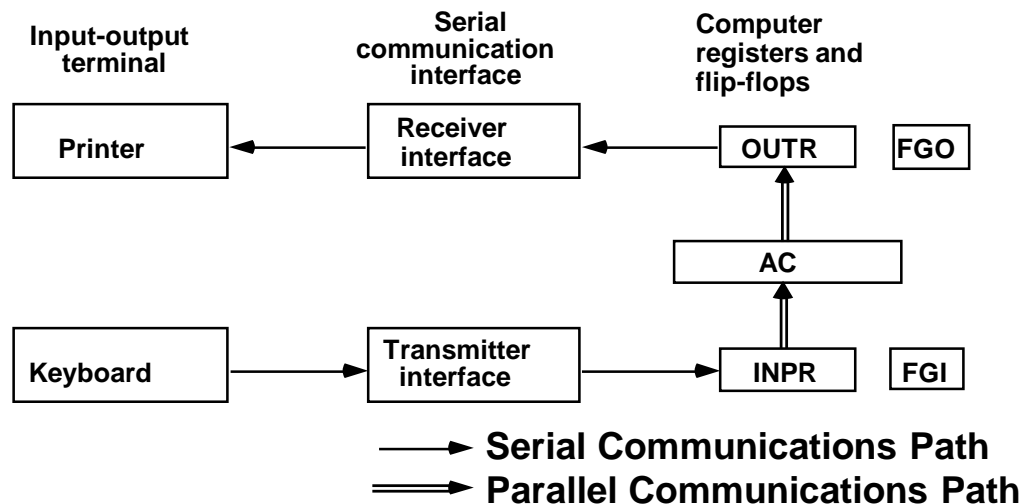 Input-output
terminal
Serial
communication
interface
Computer
registers and
flip-flops
Printer
Receiver
interface
OUTR
FGO
AC
Keyboard
Transmitter
interface
INPR
FGI
Serial Communications Path
Parallel Communications Path